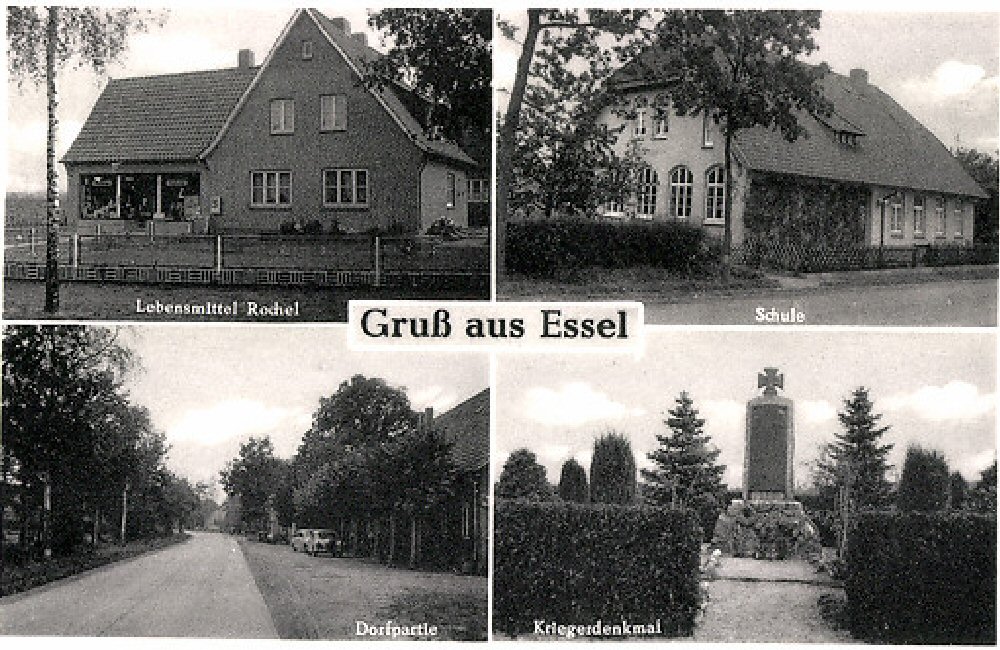 Lebensmittel Rochel
Schule
Gruß aus Essel
Dorfpartie
Kriegerdenkmal